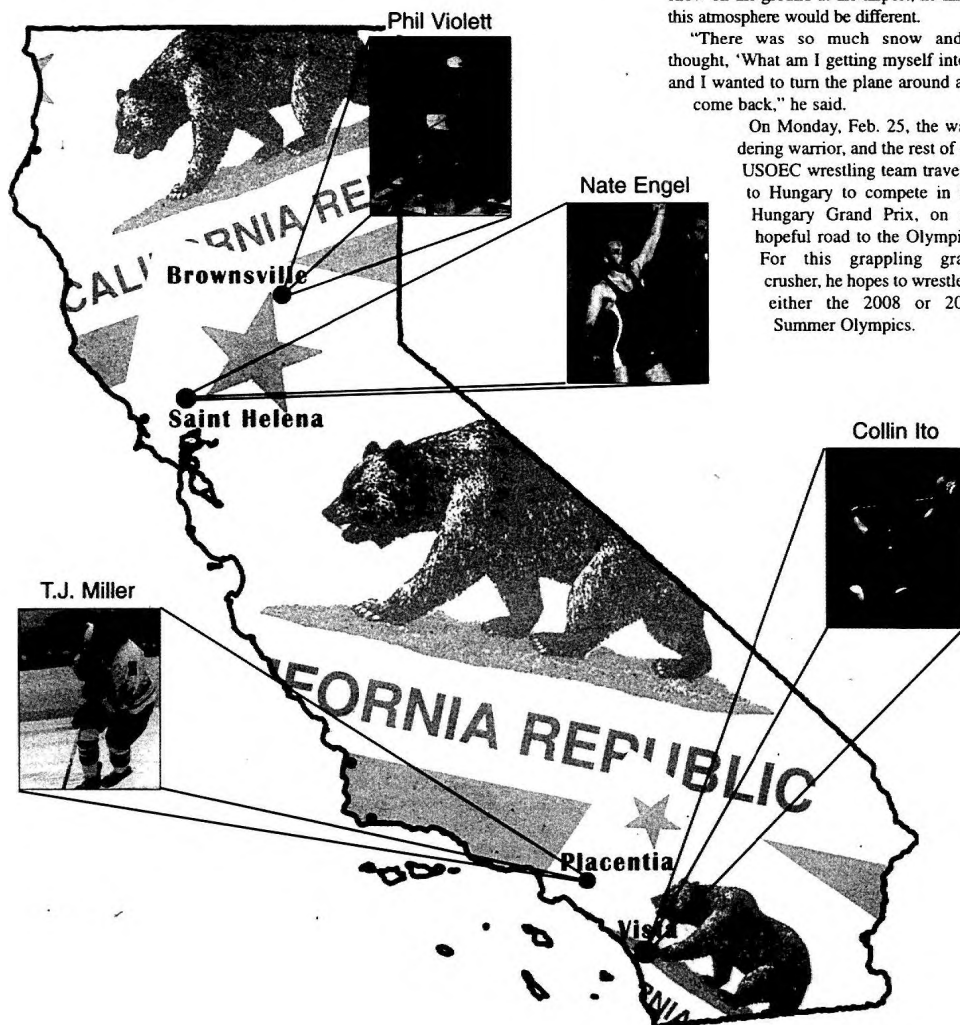 this atmosphere would be different.
"There was so much snow and
thought, 'What am I getting myself into
and I wanted to turn the plane around a
come back," he said.
On Monday, Feb. 25, the wa
dering warrior, and the rest of
USOEC wrestling team trave
to Hungary to compete in
Hungary Grand Prix, on
hopeful road to the Olympi
For this grappling gra
crusher, he hopes to wrestle
either the 2008 or 20
Summer Olympics.
Phil Violett
Nate Engel
CALIF RNIA RE
Brownsville
Saint Helena
Collin Ito
T.J. Miller
IFORNIA REPUBLIC
Placentia
Vista
RNIA